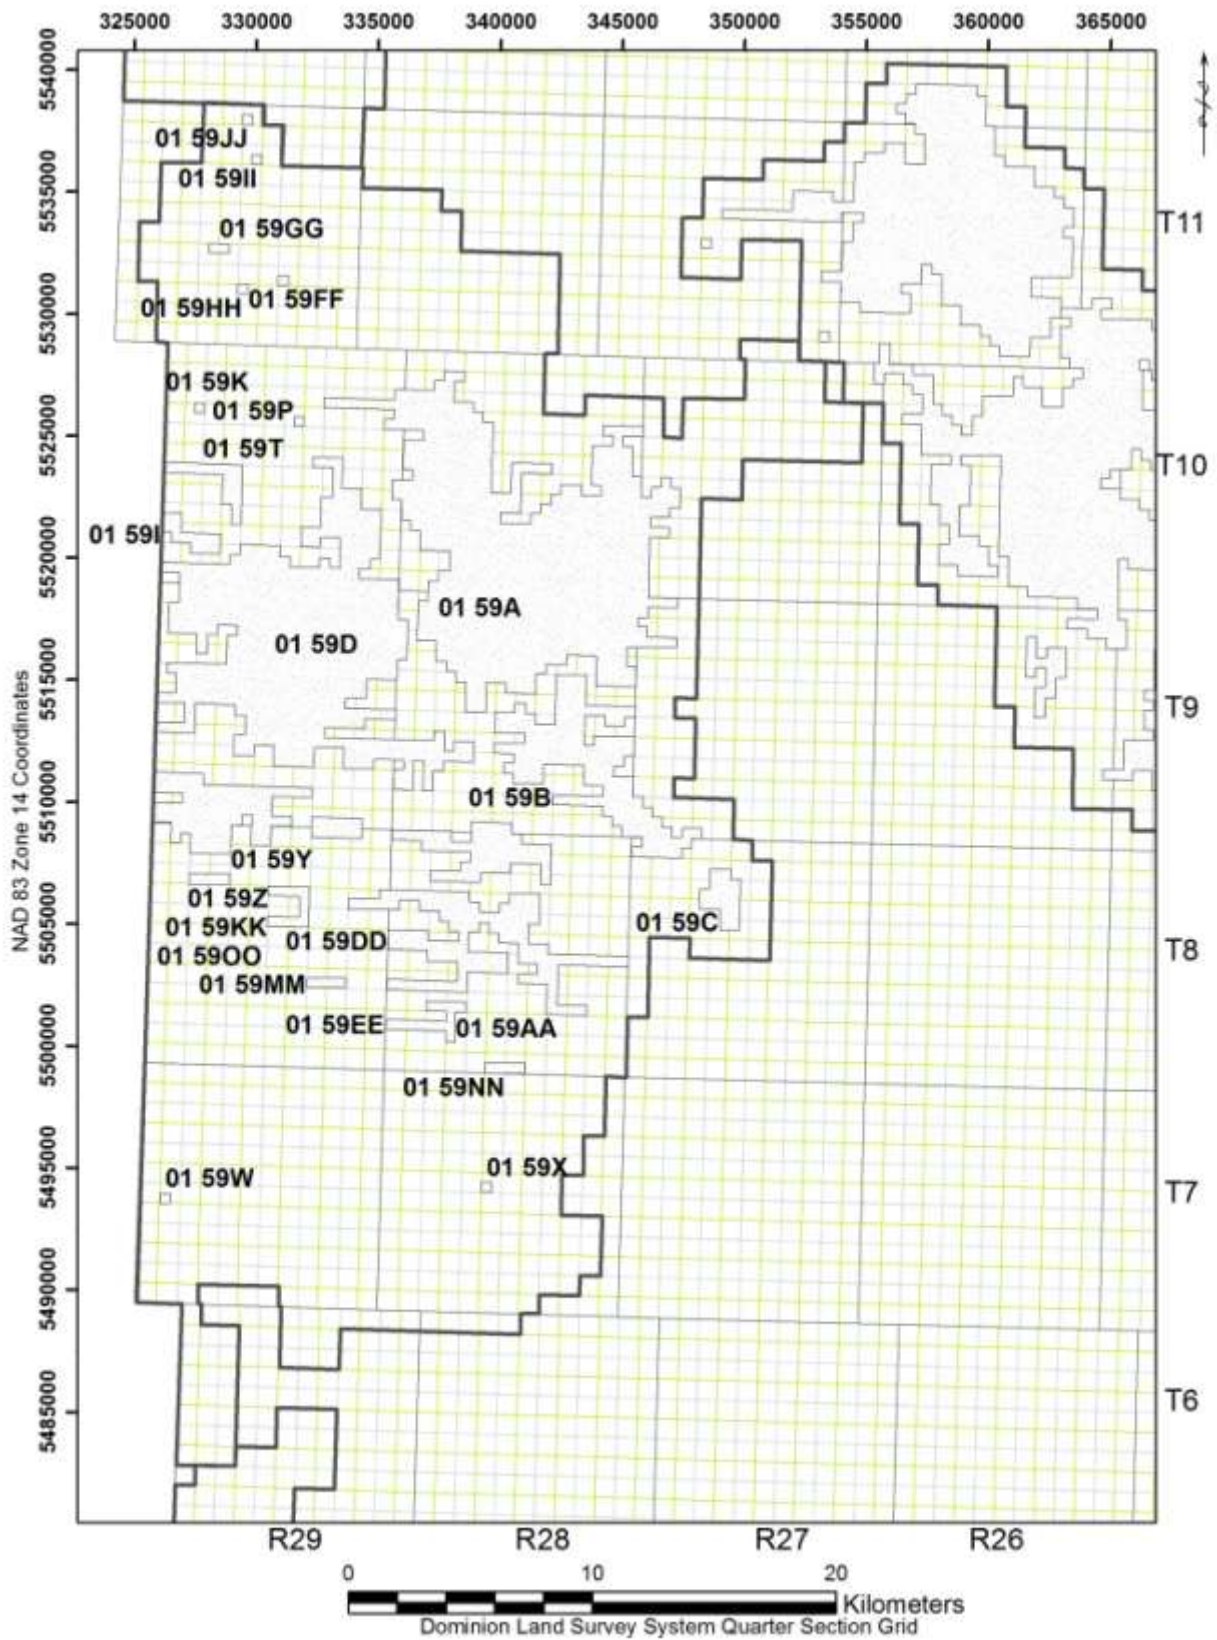 325000 330000 335000 340000 345000 350000 355000 360000 365000
5540000
5535000
5530000
5525000
5520000
5515000
5510000
5505000
5500000
5495000
5490000
5485000
NAD 83 Zone 14 Coordinates
01 59JJ
01 59II
01 59GG
T11
01 59HH 01 59FF
01 59K
01 59P
01 59T
T10
01 59I
01 59A
01 59D
T9
01 59B
01 59Y
01 59Z
01 59C
01 59KK
01 59DD
T8
01 59OO
01 59MM
01 59EE
01 59AA
01 59NN
01 59X
01 59W
T7
T6
R29 R28 R27 R26
0 10 20
Kilometers
Dominion Land Survey System Quarter Section Grid